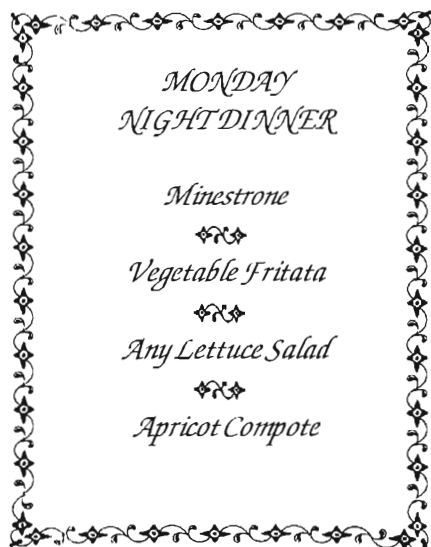 MONDAY
NIGHT DINNER
Minestrone
Vegetable Fritata
Any Lettuce Salad
Apricot Compote